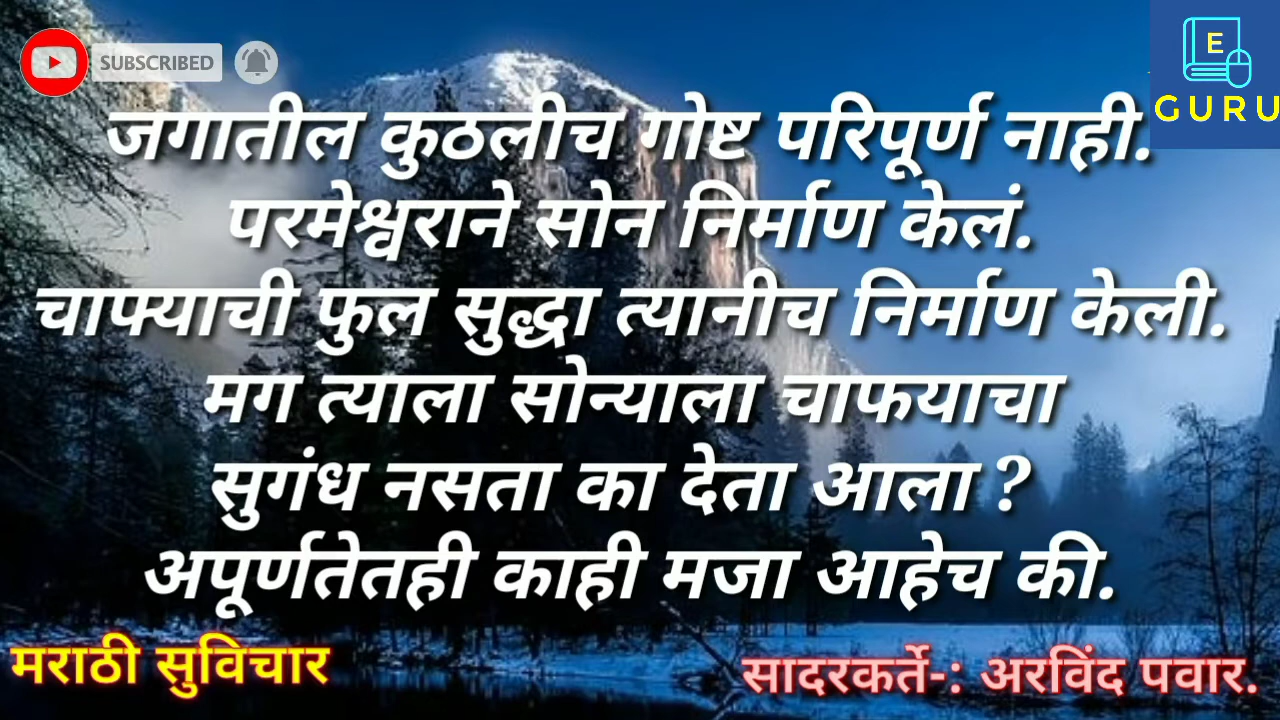 SUBSCRIBED
E
GURU
जगातील कुठलीच गोष्ट परिपूर्ण नाही.
परमेश्वराने सोन निर्माण केलं.
चाफ्याची फुल सुद्धा त्यानीच निर्माण केली.
मग त्याला सोन्याला चाफयाचा
सुगंध नसता का देता आला ?
अपूर्णतेतही काही मजा आहेच की.
मराठी सुविचार
सादरकर्ते-: अरविंद पवार.